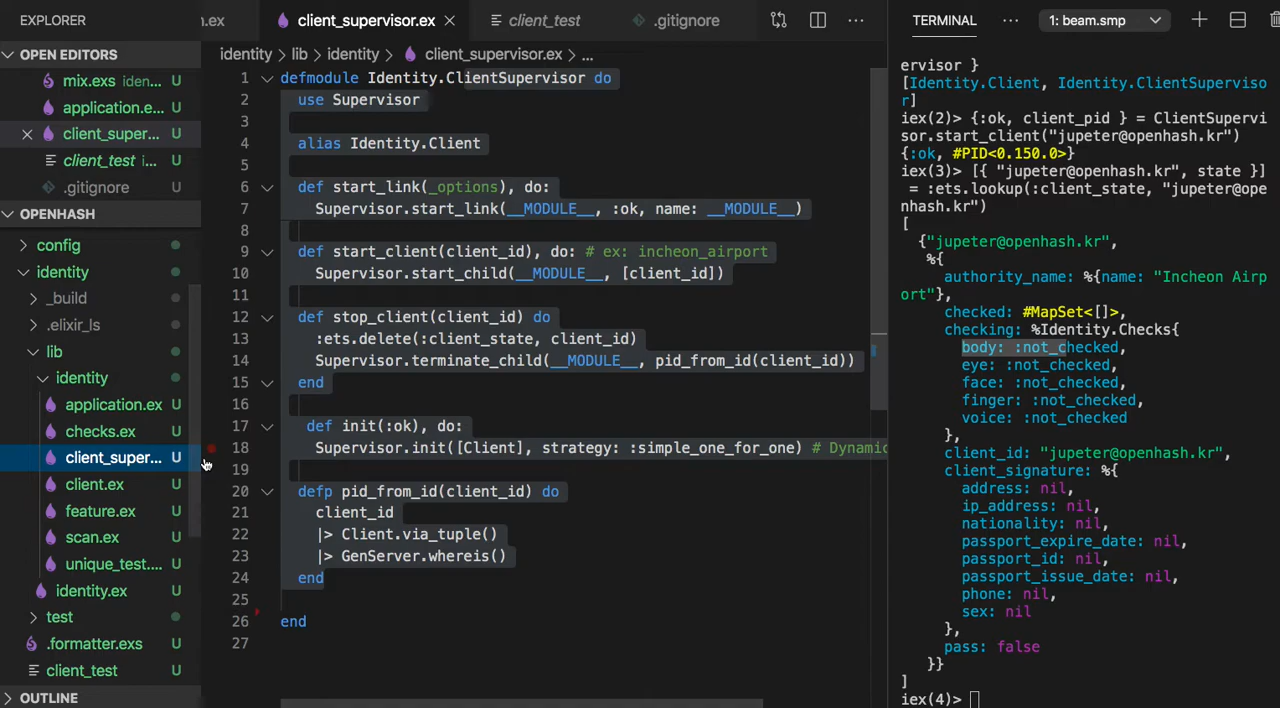 EXPLORER
OPEN EDITORS
mix.exs iden... U
application.e... U
client_super... U
client_test i... U
.gitignore
OPENHASH
config
identity
_build
.elixir_ls
lib
identity
application.ex U
checks.ex U
client_super... U
client.ex U
feature.ex U
scan.ex U
unique_test.... U
identity.ex U
test
.formatter.exs U
client_test U
OUTLINE
n.ex
client_supervisor.ex
client_test
.gitignore
identity > lib > identity > client_supervisor.ex > ...
1 defmodule Identity.ClientSupervisor do
2 use Supervisor
3
4 alias Identity.Client
5
6 def start_link(_options), do:
7 Supervisor.start_link(__MODULE__, :ok, name: __MODULE__)
8
9 def start_client(client_id), do: # ex: incheon_airport
10 Supervisor.start_child(__MODULE__, [client_id])
11
12 def stop_client(client_id) do
13 :ets.delete(:client_state, client_id)
14 Supervisor.terminate_child(__MODULE__, pid_from_id(client_id))
15 end
16
17 def init(:ok), do:
18 Supervisor.init([Client], strategy: :simple_one_for_one) # Dynamic
19
20 defp pid_from_id(client_id) do
21 client_id
22 |> Client.via_tuple()
23 |> GenServer.whereis()
24 end
25
26 end
27
TERMINAL ... 1: beam.smp
ervisor }
[Identity.Client, Identity.ClientSuperviso
r]
iex(2)> {:ok, client_pid } = ClientSupervi
sor.start_client("jupeter@openhash.kr")
{:ok, #PID<0.150.0>}
iex(3)> [{ "jupeter@openhash.kr", state }]
= :ets.lookup(:client_state, "jupeter@ope
nhash.kr")
[
{"jupeter@openhash.kr",
%{
authority_name: %{name: "Incheon Airp
ort"},
checked: #MapSet<[]>,
checking: %Identity.Checks{
body: :not_checked,
eye: :not_checked,
face: :not_checked,
finger: :not_checked,
voice: :not_checked
},
client_id: "jupeter@openhash.kr",
client_signature: %{
address: nil,
ip_address: nil,
nationality: nil,
passport_expire_date: nil,
passport_id: nil,
passport_issue_date: nil,
phone: nil,
sex: nil
},
pass: false
}}
]
iex(4)>